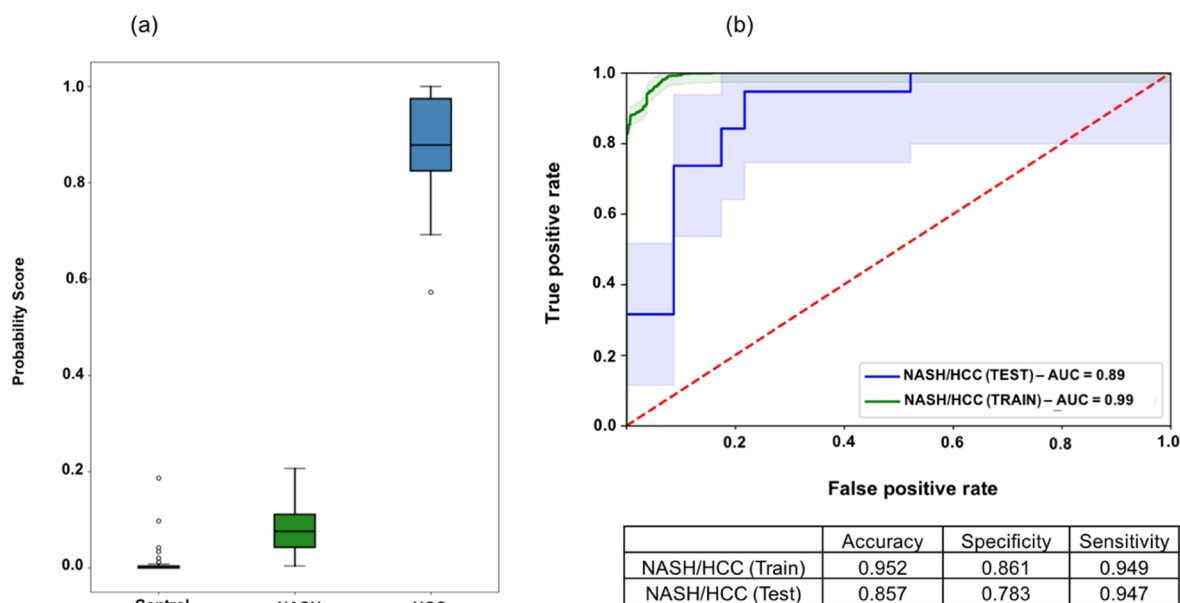 (a)
Probability Score
1.0
0.8
0.6
0.4
0.2
0.0
Control
NASH
HCC
(b)
True positive rate
1.0
0.8
0.6
0.4
0.2
0.0
0.2
0.4
0.6
0.8
1.0
False positive rate
NASH/HCC (TEST) – AUC = 0.89
NASH/HCC (TRAIN) – AUC = 0.99
Accuracy Specificity Sensitivity
NASH/HCC (Train) 0.952 0.861 0.949
NASH/HCC (Test) 0.857 0.783 0.947